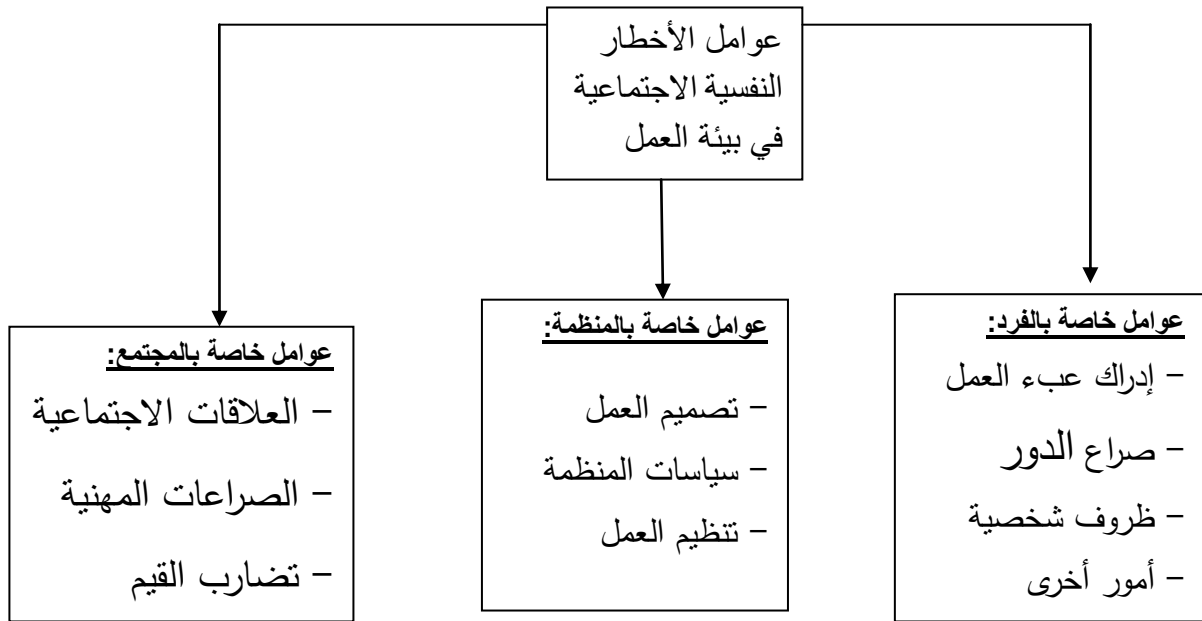 عوامل الأخطار
النفسية الاجتماعية
في بيئة العمل
عوامل خاصة بالفرد:
– إدراك عبء العمل
– صراع الدور
– ظروف شخصية
– أمور أخرى
عوامل خاصة بالمنظمة:
– تصميم العمل
– سياسات المنظمة
– تنظيم العمل
عوامل خاصة بالمجتمع:
– العلاقات الاجتماعية
– الصراعات المهنية
– تضارب القيم